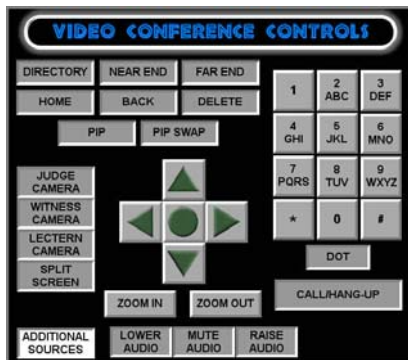 VIDEO CONFERENCE CONTROLS
DIRECTORY NEAR END FAR END
HOME BACK DELETE
PIP PIP SWAP
1 2 ABC 3 DEF
4 GHI 5 JKL 6 MNO
7 PQRS 8 TUV 9 WXYZ
* 0 #
DOT
CALL/HANG-UP
JUDGE
CAMERA
WITNESS
CAMERA
LECTERN
CAMERA
SPLIT
SCREEN
ZOOM IN ZOOM OUT
ADDITIONAL
SOURCES
LOWER
AUDIO
MUTE
AUDIO
RAISE
AUDIO